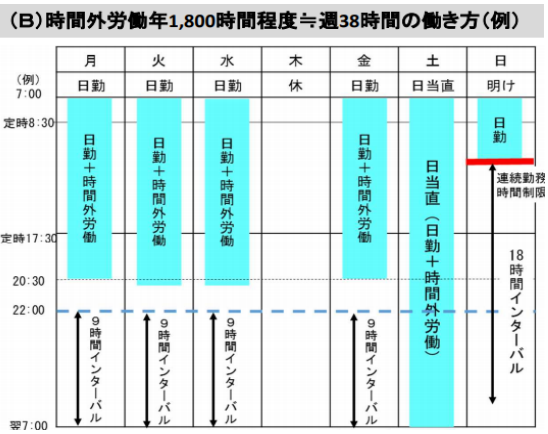 (B)時間外労働年1,800時間程度≒週38時間の働き方(例)
月 火 水 木 金 土 日
(例) 日勤 日勤 日勤 休 日勤 日当直 明け
7:00
定時8:30
日勤+時間外労働
日勤+時間外労働
日勤+時間外労働
日勤+時間外労働
日当直(日勤+時間外労働)
日勤
連続勤務
時間制限
定時17:30
20:30
22:00
9時間インターバル
9時間インターバル
9時間インターバル
9時間インターバル
18時間インターバル
翌7:00